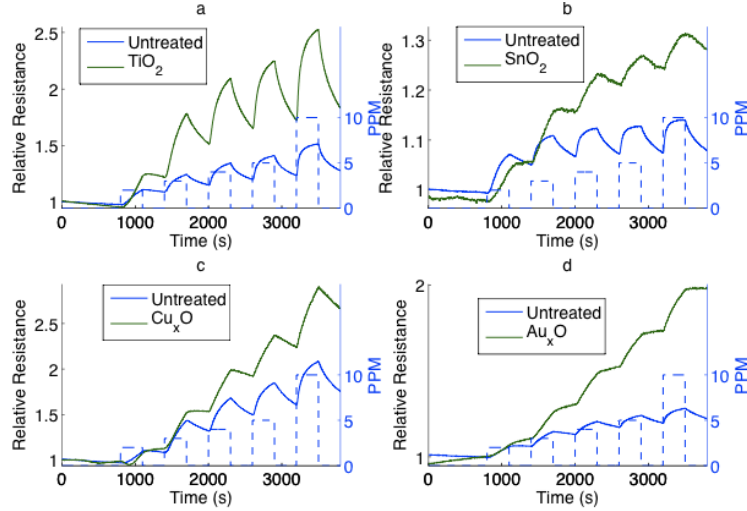 a
2.5
2
1.5
1
Relative Resistance
Untreated
TiO2
10
5
0
PPM
0
1000
2000
3000
Time (s)
b
1.3
1.2
1.1
1
Relative Resistance
Untreated
SnO2
10
5
0
PPM
0
1000
2000
3000
Time (s)
c
2.5
2
1.5
1
Relative Resistance
Untreated
CuxO
10
5
0
PPM
0
1000
2000
3000
Time (s)
d
2
1
Relative Resistance
Untreated
AuxO
10
5
0
PPM
0
1000
2000
3000
Time (s)